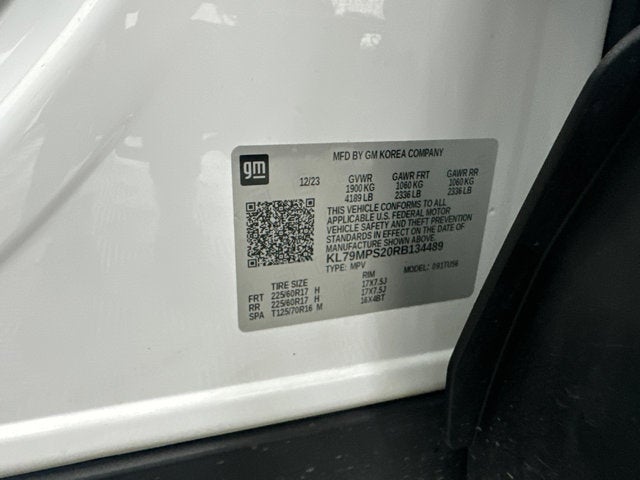 gm
MFD BY GM KOREA COMPANY
12/23 GVWR GAWR FRT GAWR RR
1900 KG 1060 KG 1060 KG
4189 LB 2336 LB 2336 LB
THIS VEHICLE CONFORMS TO ALL
APPLICABLE U.S. FEDERAL MOTOR
VEHICLE SAFETY AND THEFT PREVENTION
STANDARDS IN EFFECT ON THE DATE OF
MANUFACTURE SHOWN ABOVE.
KL79MPS20RB134489
TYPE: MPV MODEL: 091TU56
TIRE SIZE RIM
FRT 225/60R17 H 17X7.5J
RR 225/60R17 H 17X7.5J
SPA T125/70R16 M 16X4BT